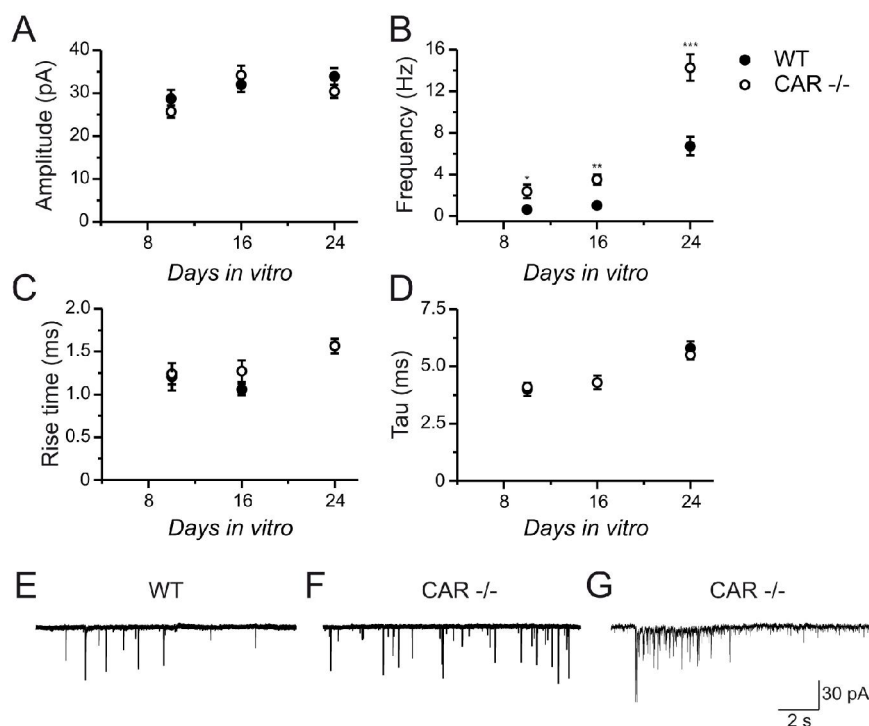 A
Amplitude (pA)
40
30
20
10
0
8
16
24
Days in vitro
B
Frequency (Hz)
16
12
8
4
0
*
**
***
8
16
24
Days in vitro
WT
CAR -/-
C
Rise time (ms)
2.0
1.5
1.0
0.5
0
8
16
24
Days in vitro
D
Tau (ms)
7.5
5.0
2.5
0
8
16
24
Days in vitro
E
WT
F
CAR -/-
G
CAR -/-
30 pA
2 s